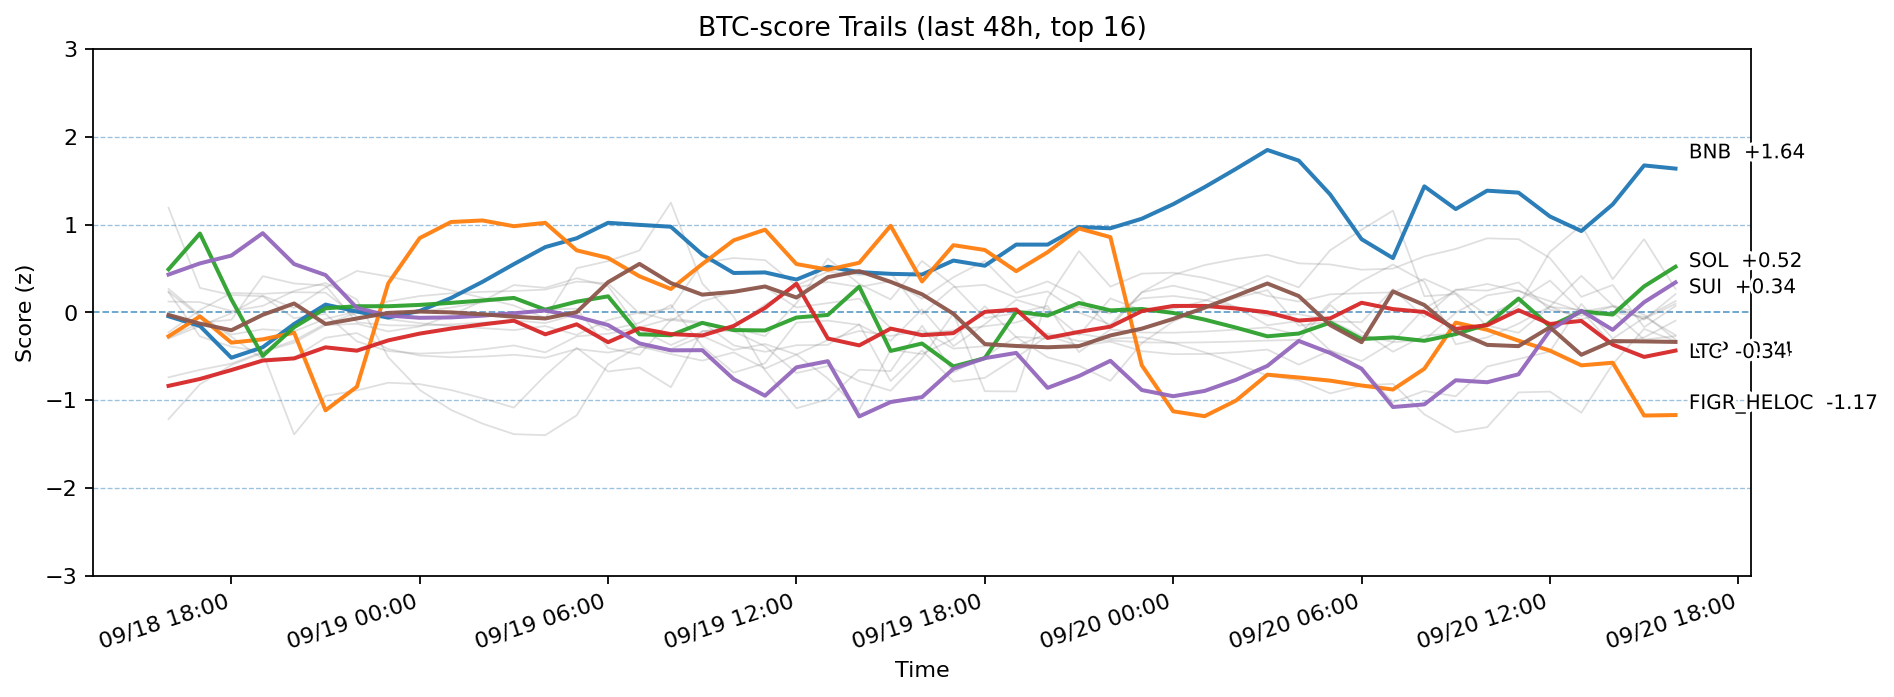 BTC-score Trails (last 48h, top 16)
Score (z)
3
2
1
0
−1
−2
−3
BNB +1.64
SOL +0.52
SUI +0.34
LTC
FIGR_HELOC -1.17
09/18 18:00
09/19 00:00
09/19 06:00
09/19 12:00
09/19 18:00
09/20 00:00
09/20 06:00
09/20 12:00
09/20 18:00
Time